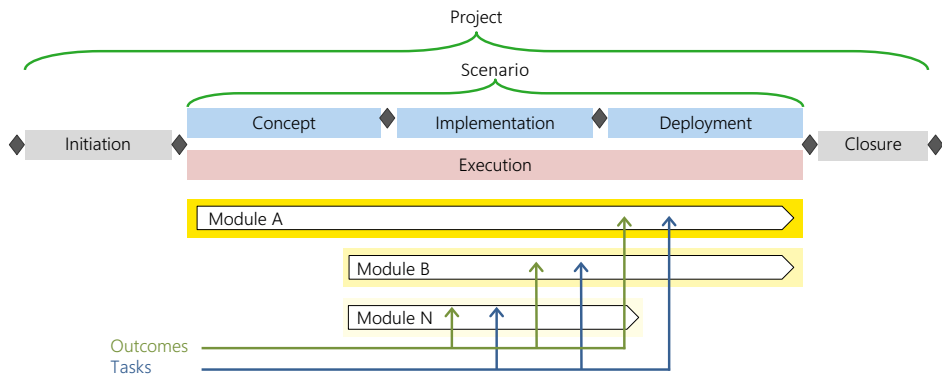 Project
Scenario
Concept
Implementation
Deployment
Initiation
Closure
Execution
Module A
Module B
Module N
Outcomes
Tasks